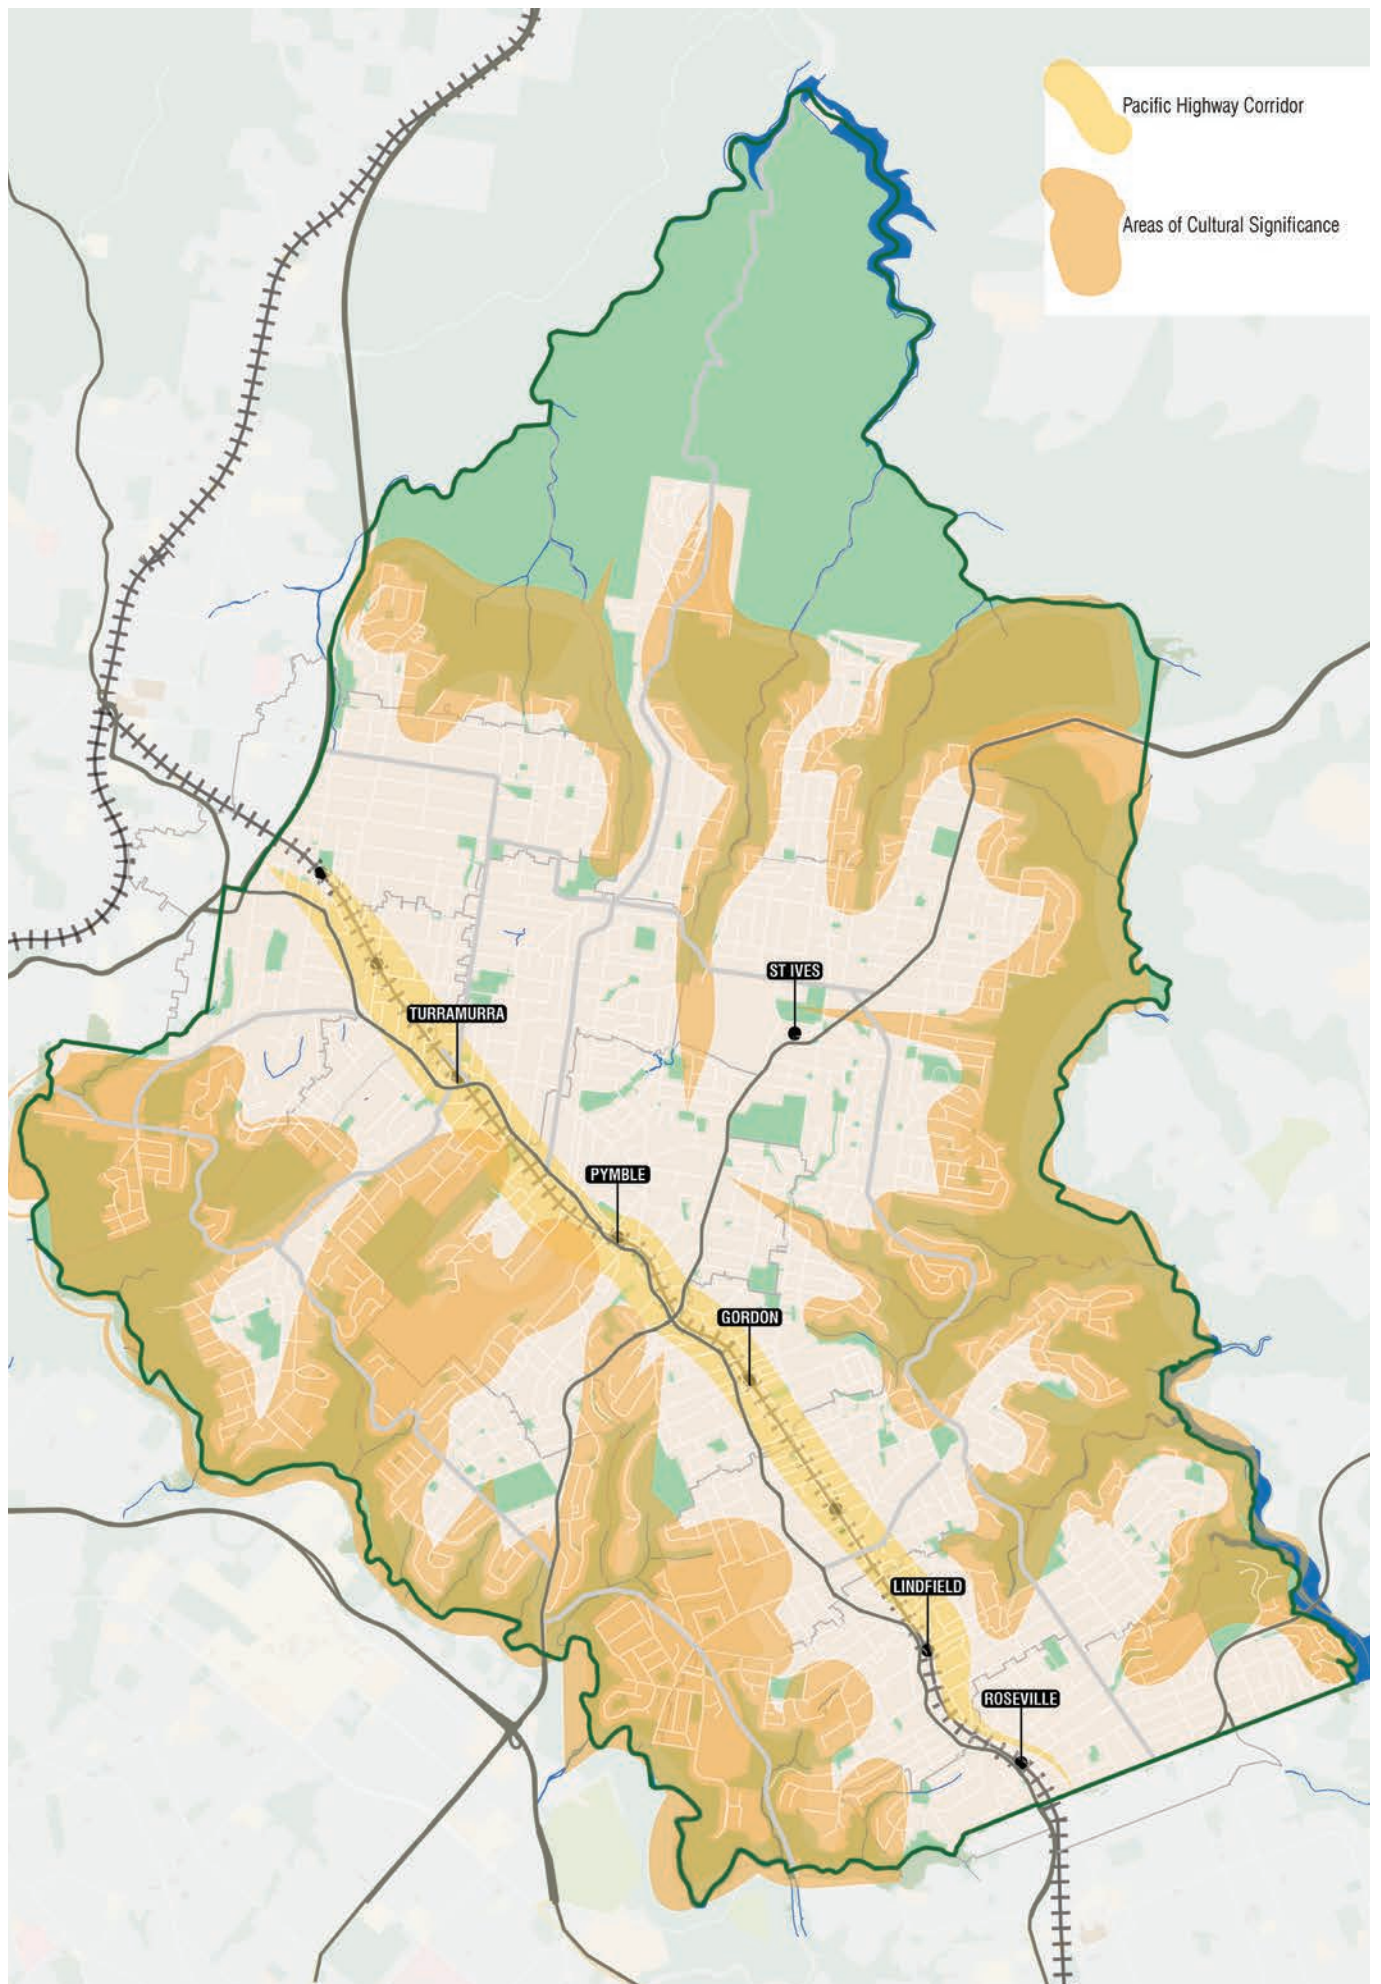 Pacific Highway Corridor
Areas of Cultural Significance
ST IVES
TURRAMURRA
PYMBLE
GORDON
LINDFIELD
ROSEVILLE